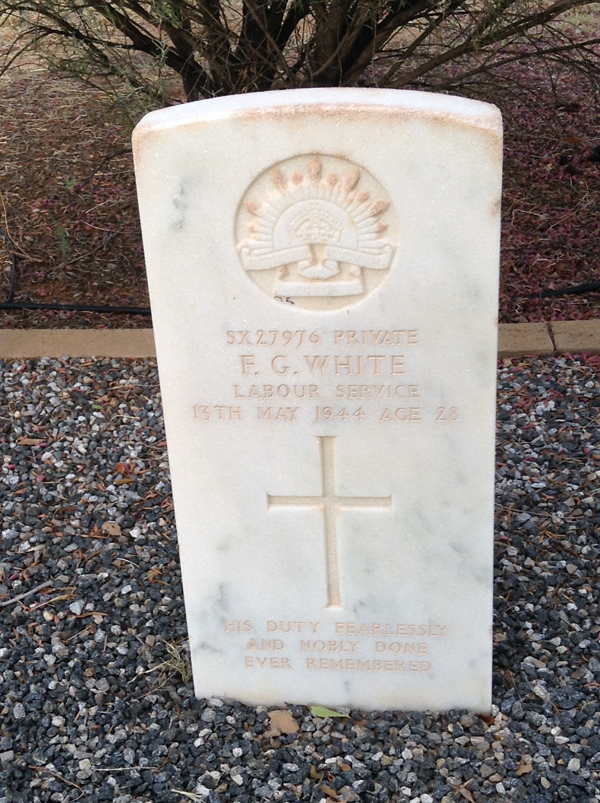 SX27976 PRIVATE
F. G. WHITE
LABOUR SERVICE
13TH MAY 1944 AGE 28
HIS DUTY FEARLESSLY
AND NOBLY DONE
EVER REMEMBERED